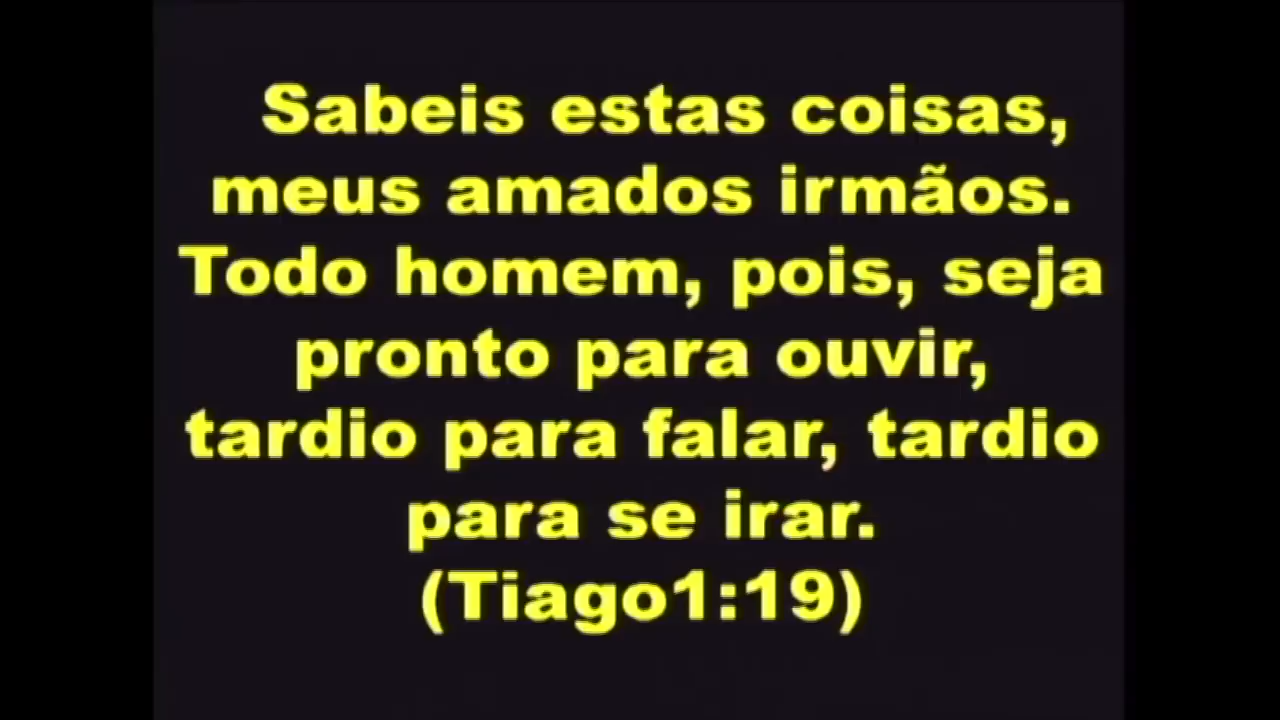 Sabeis estas coisas,
meus amados irmãos.
Todo homem, pois, seja
pronto para ouvir,
tardio para falar, tardio
para se irar.
(Tiago1:19)